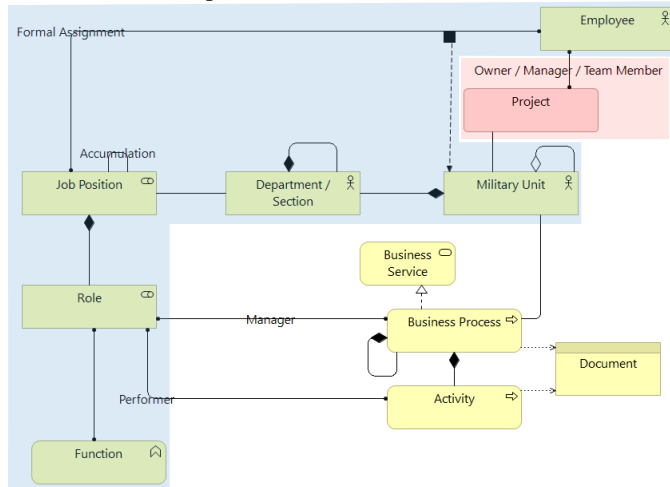 Employee
Formal Assignment
Owner / Manager / Team Member
Project
Accumulation
Job Position
Department /
Section
Military Unit
Business
Service
Role
Manager
Business Process
Document
Performer
Activity
Function